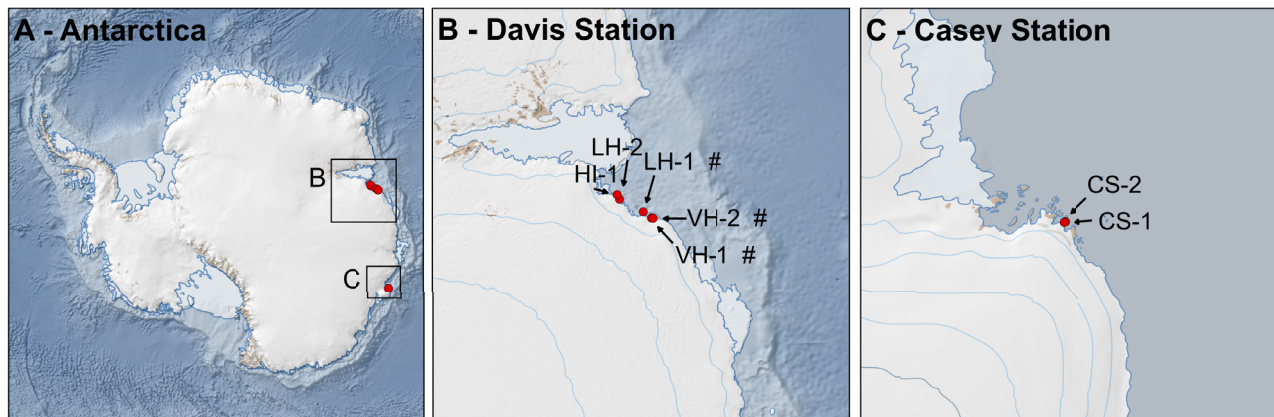 A - Antarctica
B
C
B - Davis Station
LH-2
LH-1 #
HI-1
VH-2 #
VH-1 #
C - Casey Station
CS-2
CS-1